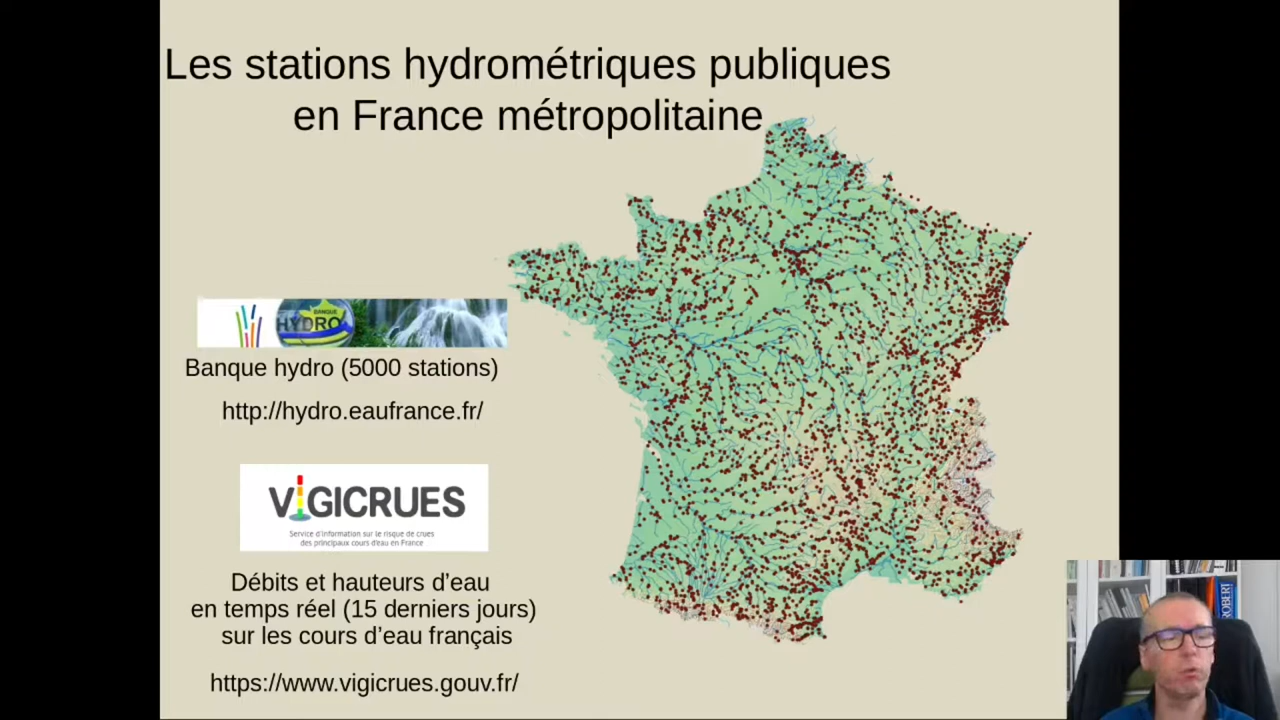 Les stations hydrométriques publiques
en France métropolitaine
BANQUE
HYDRO
Banque hydro (5000 stations)
http://hydro.eaufrance.fr/
VIGICRUES
Service d'information sur le risque de crues
des principaux cours d'eau en France
Débits et hauteurs d’eau
en temps réel (15 derniers jours)
sur les cours d’eau français
https://www.vigicrues.gouv.fr/
ROBERT